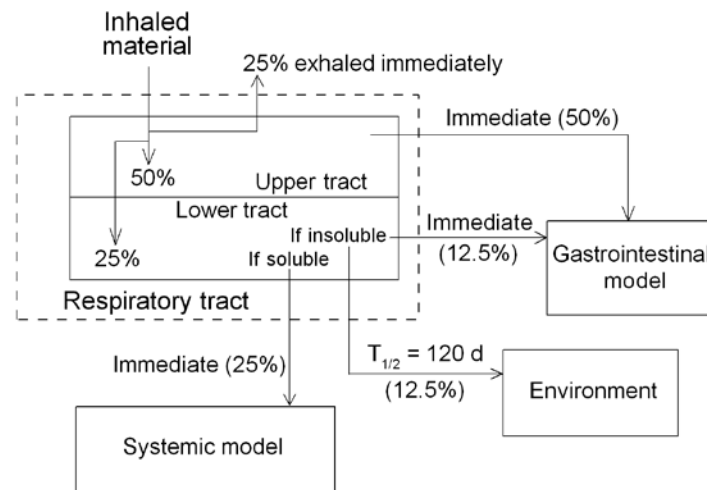 Inhaled
material
25% exhaled immediately
Immediate (50%)
50%
Upper tract
Lower tract
If insoluble
Immediate
(12.5%)
25%
If soluble
Gastrointestinal
model
Respiratory tract
Immediate (25%)
T1/2 = 120 d
(12.5%)
Environment
Systemic model